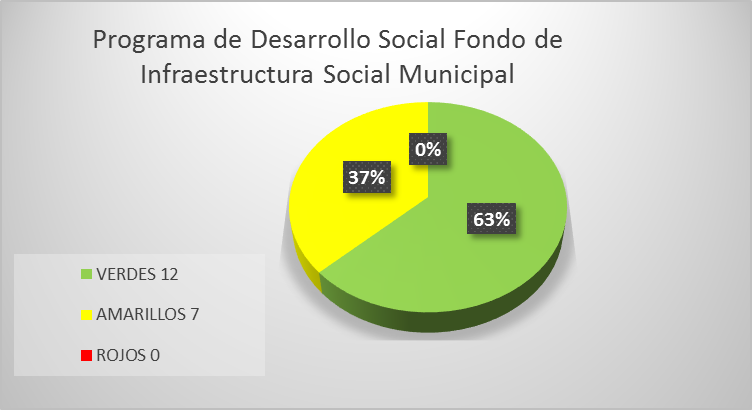 Programa de Desarrollo Social Fondo de
Infraestructura Social Municipal
0%
37%
63%
VERDES 12
AMARILLOS 7
ROJOS 0